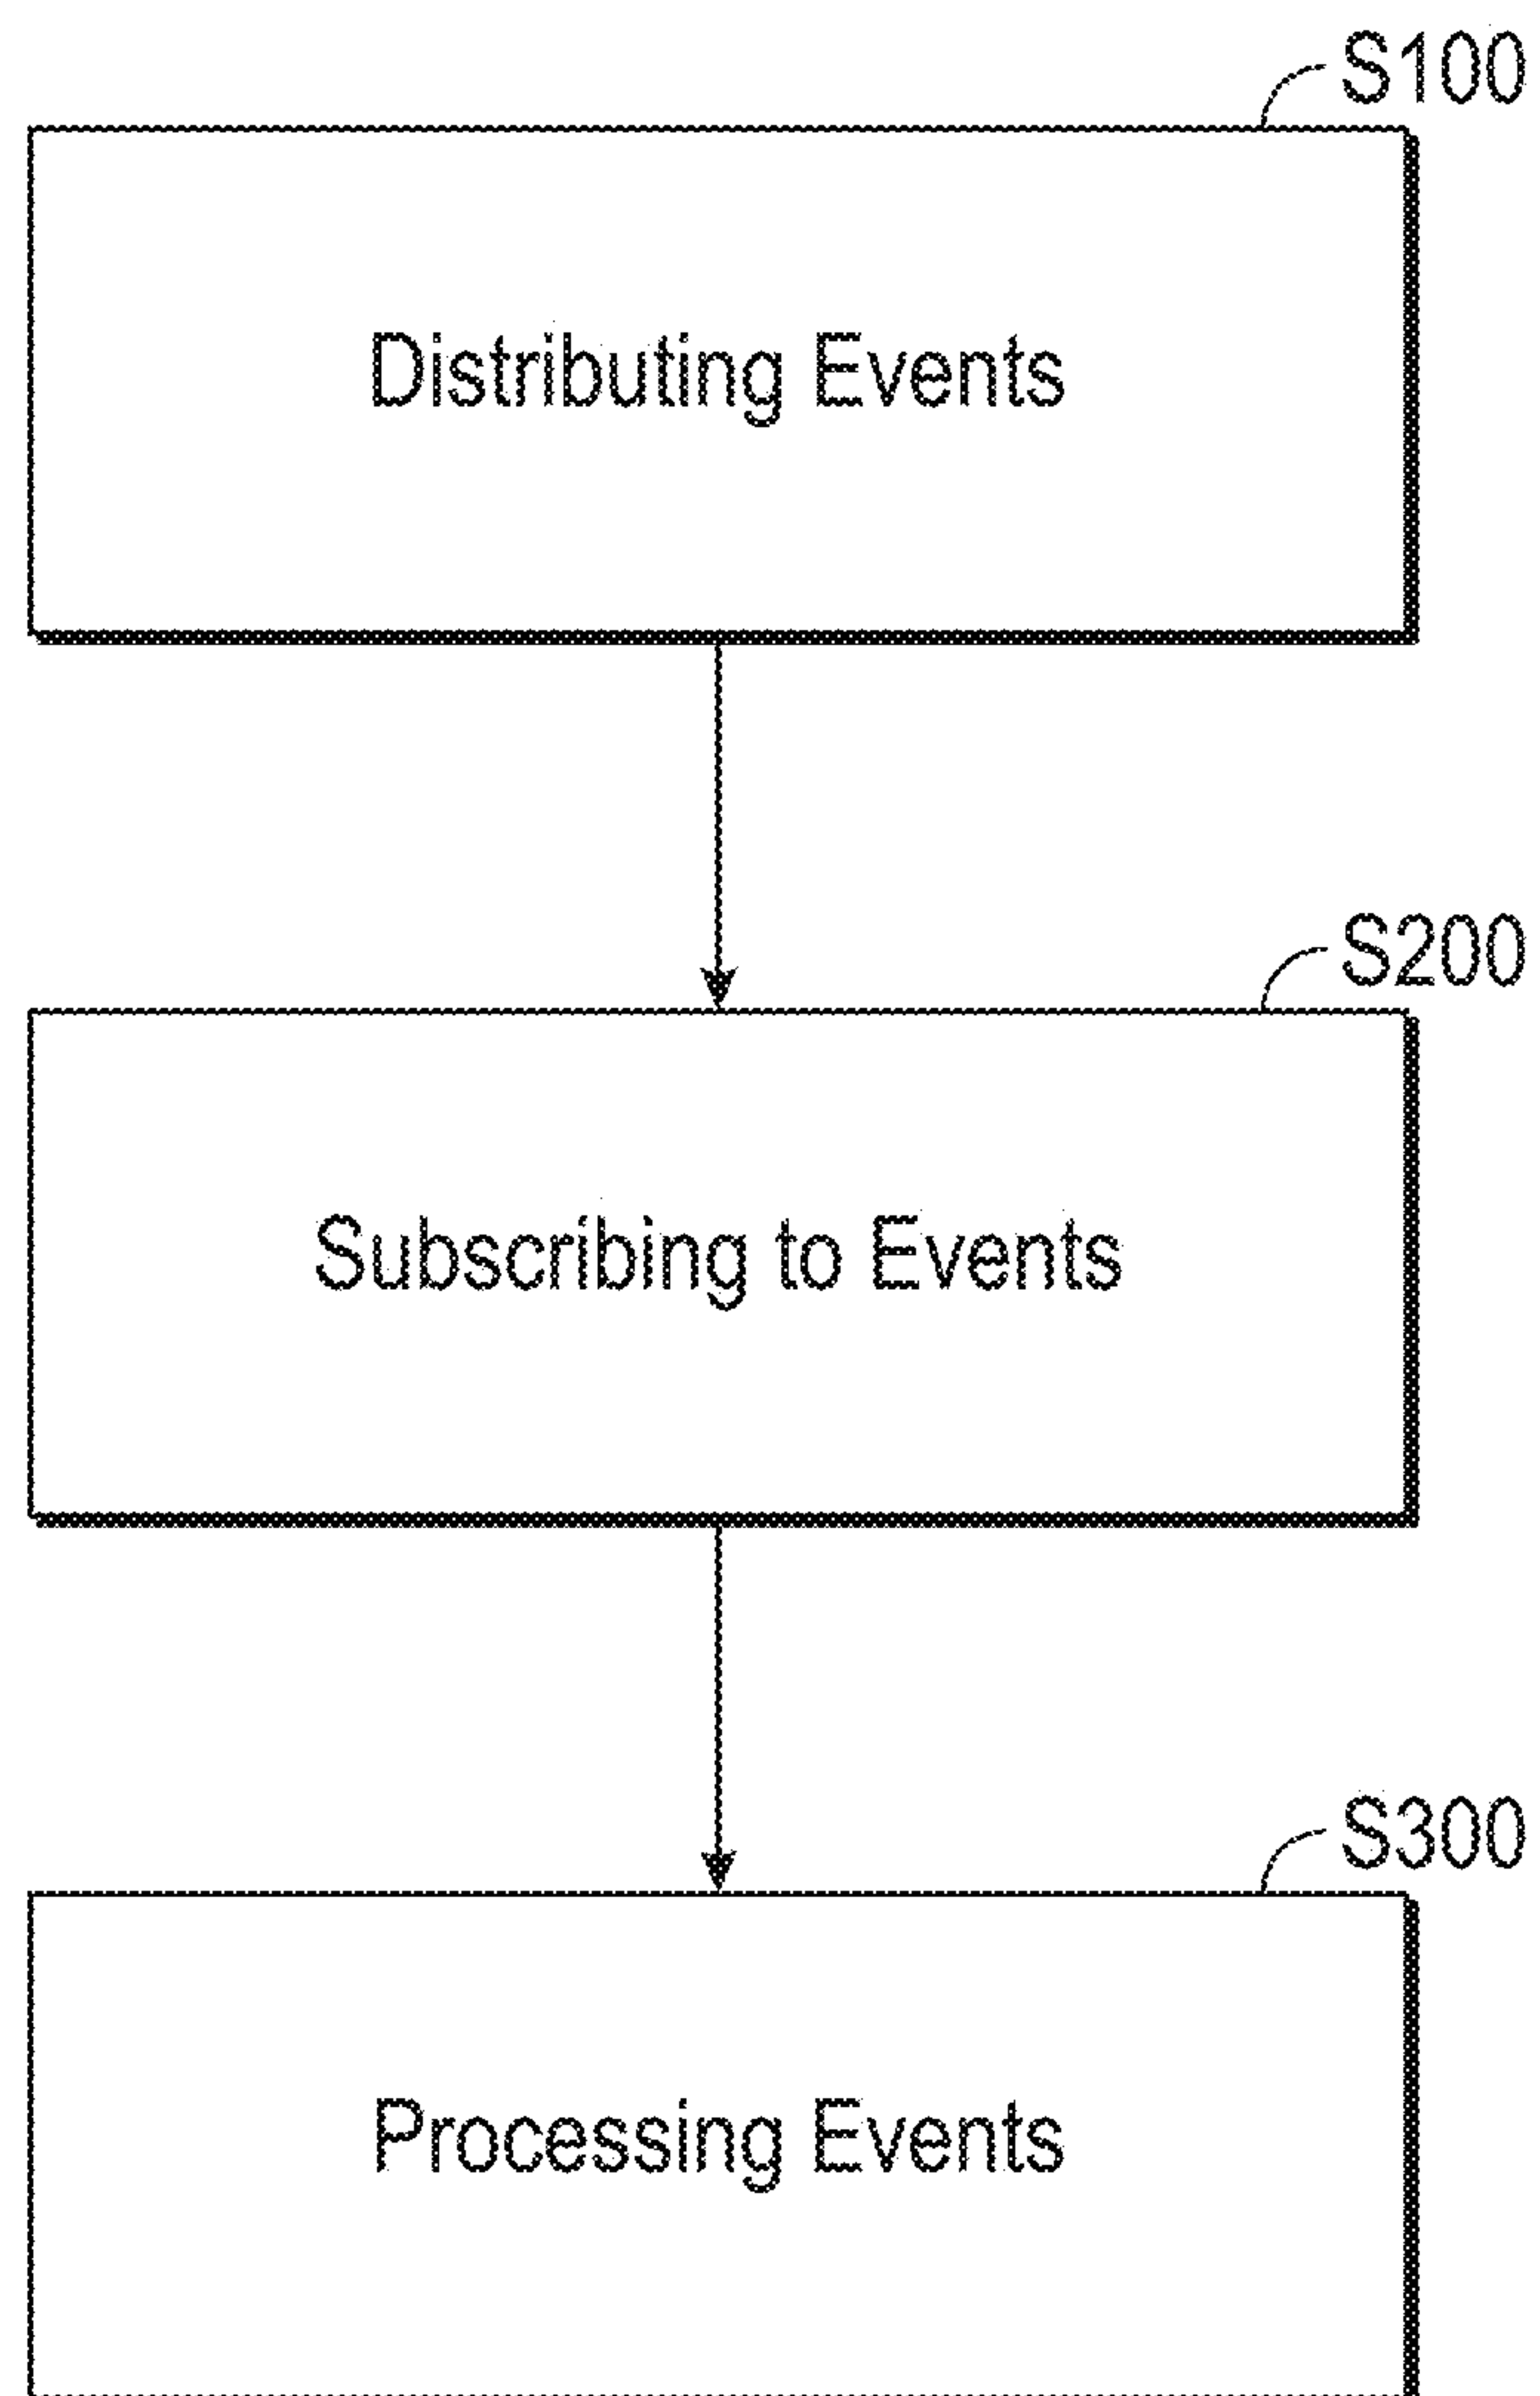 S100
Distributing Events
S200
Subscribing to Events
S300
Processing Events